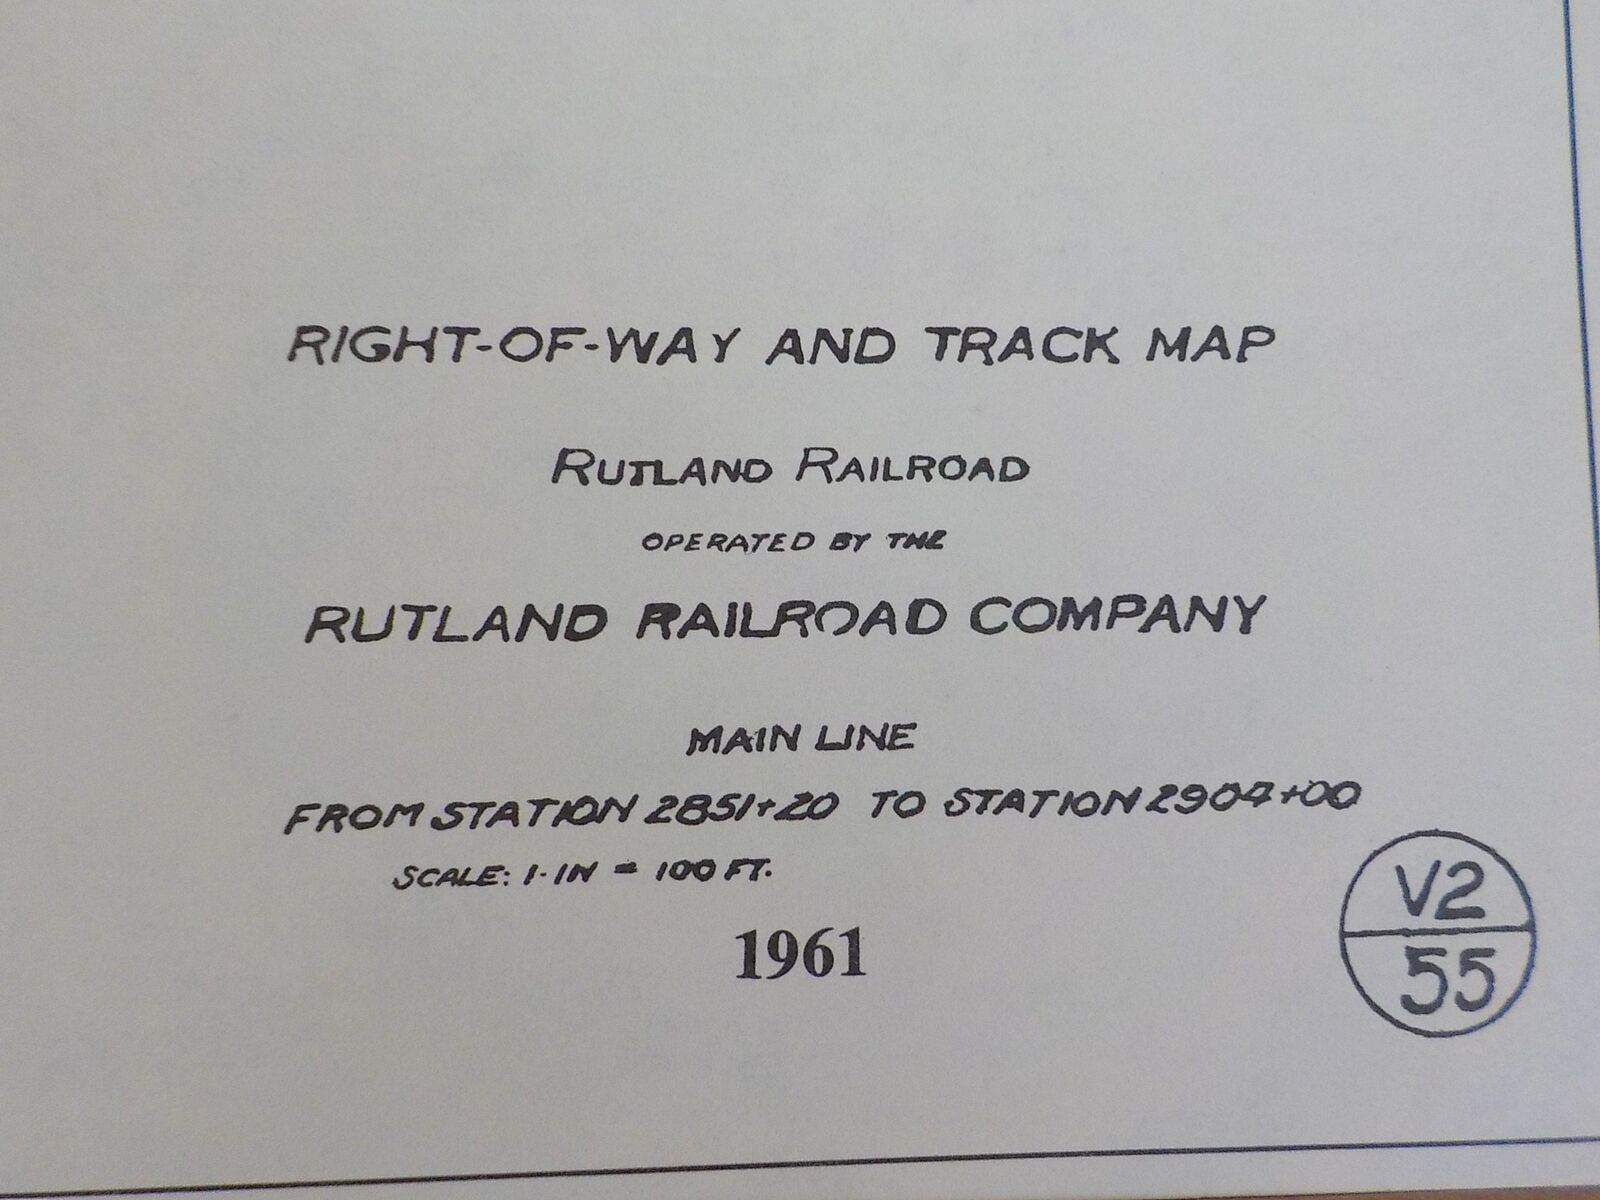 RIGHT-OF-WAY AND TRACK MAP
RUTLAND RAILROAD
OPERATED BY THE
RUTLAND RAILROAD COMPANY
MAIN LINE
FROM STATION 2851+20 TO STATION 2904+00
SCALE: 1-IN = 100 FT.
1961
V2
55